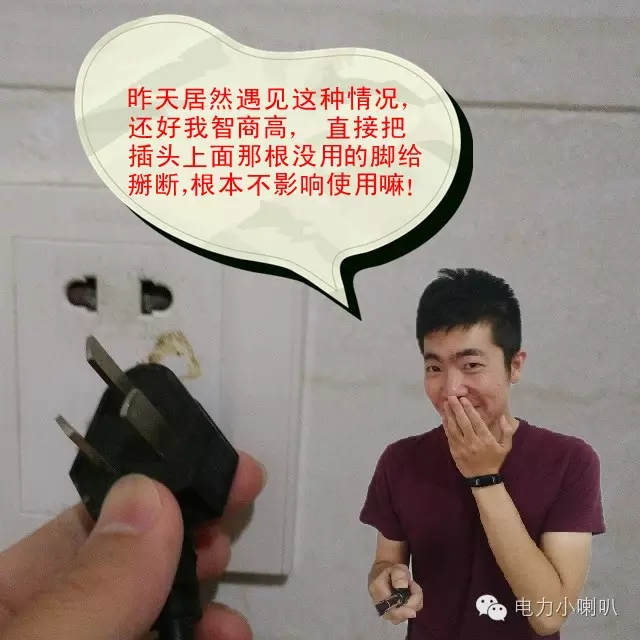 昨天居然遇见这种情况,
还好我智商高, 直接把
插头上面那根没用的脚给
掰断,根本不影响使用嘛!
电力小喇叭